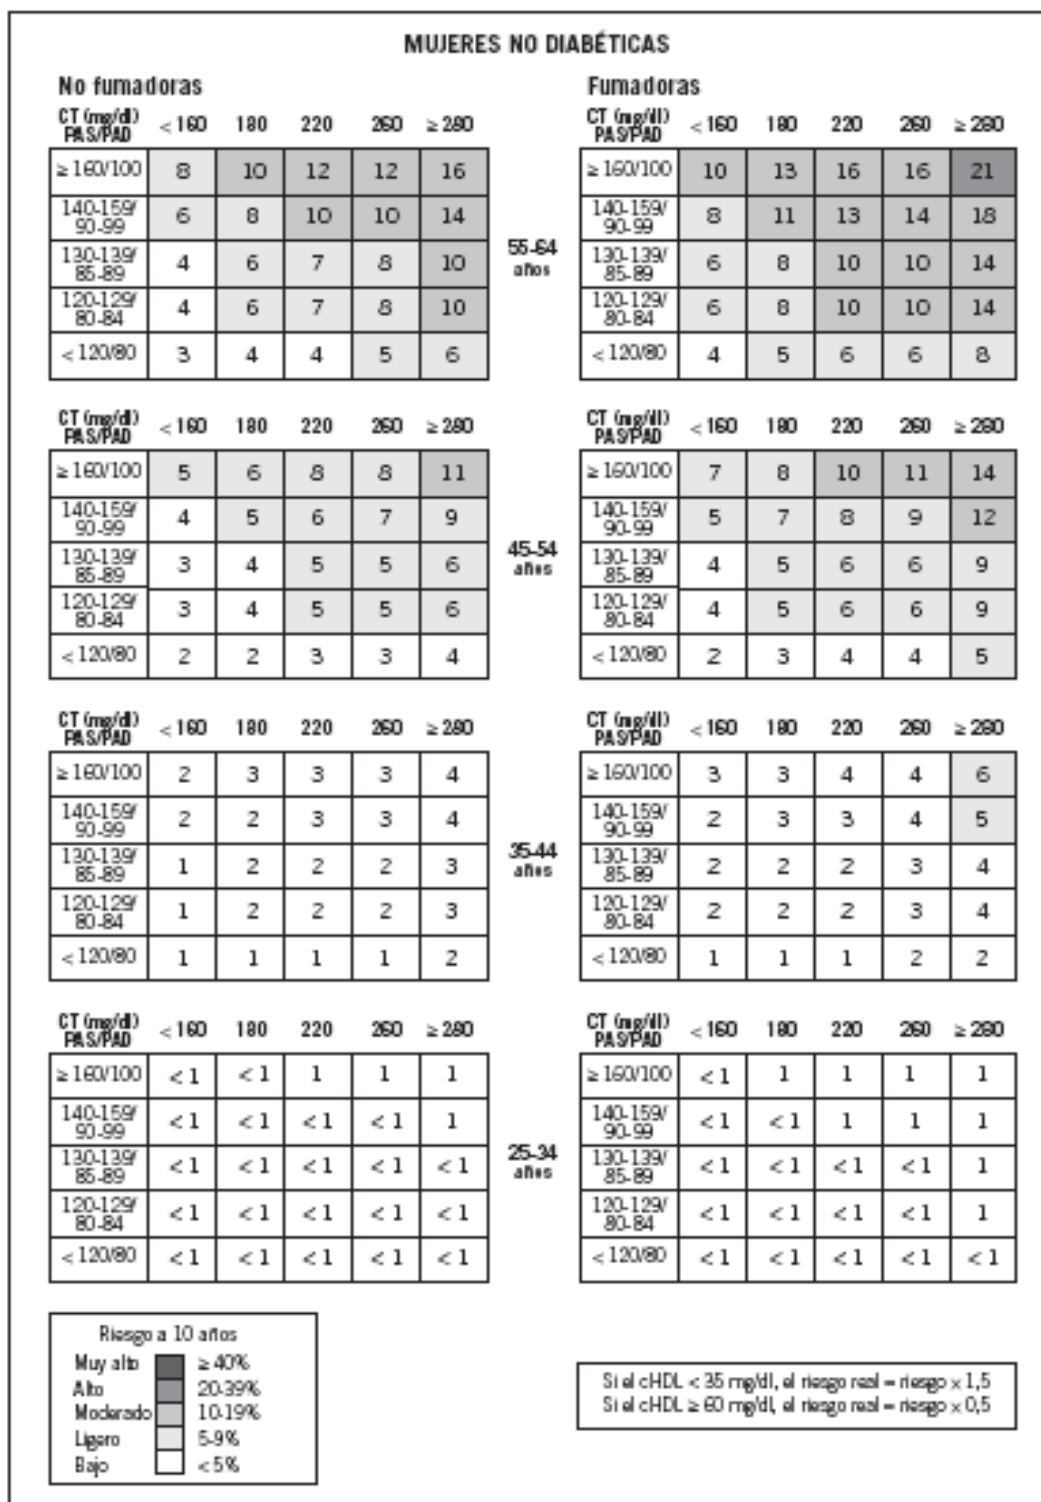 MUJERES NO DIABÉTICAS
No fumadoras
CT (mg/dl) PAS/PAD < 160 180 220 260 ≥ 280
≥ 160/100 8 10 12 12 16
140-159/90-99 6 8 10 10 14
130-139/85-89 4 6 7 8 10
120-129/80-84 4 6 7 8 10
< 120/80 3 4 4 5 6
55-64 años
Fumadoras
CT (mg/dl) PAS/PAD < 160 180 220 260 ≥ 280
≥ 160/100 10 13 16 16 21
140-159/90-99 8 11 13 14 18
130-139/85-89 6 8 10 10 14
120-129/80-84 6 8 10 10 14
< 120/80 4 5 6 6 8
CT (mg/dl) PAS/PAD < 160 180 220 260 ≥ 280
≥ 160/100 5 6 8 8 11
140-159/90-99 4 5 6 7 9
130-139/85-89 3 4 5 5 6
120-129/80-84 3 4 5 5 6
< 120/80 2 2 3 3 4
45-54 años
CT (mg/dl) PAS/PAD < 160 180 220 260 ≥ 280
≥ 160/100 7 8 10 11 14
140-159/90-99 5 7 8 9 12
130-139/85-89 4 5 6 6 9
120-129/80-84 4 5 6 6 9
< 120/80 2 3 4 4 5
CT (mg/dl) PAS/PAD < 160 180 220 260 ≥ 280
≥ 160/100 2 3 3 3 4
140-159/90-99 2 2 3 3 4
130-139/85-89 1 2 2 2 3
120-129/80-84 1 2 2 2 3
< 120/80 1 1 1 1 2
35-44 años
CT (mg/dl) PAS/PAD < 160 180 220 260 ≥ 280
≥ 160/100 3 3 4 4 6
140-159/90-99 2 3 3 4 5
130-139/85-89 2 2 2 3 4
120-129/80-84 2 2 2 3 4
< 120/80 1 1 1 2 2
CT (mg/dl) PAS/PAD < 160 180 220 260 ≥ 280
≥ 160/100 < 1 < 1 1 1 1
140-159/90-99 < 1 < 1 < 1 < 1 1
130-139/85-89 < 1 < 1 < 1 < 1 < 1
120-129/80-84 < 1 < 1 < 1 < 1 < 1
< 120/80 < 1 < 1 < 1 < 1 < 1
25-34 años
CT (mg/dl) PAS/PAD < 160 180 220 260 ≥ 280
≥ 160/100 < 1 1 1 1 1
140-159/90-99 < 1 < 1 1 1 1
130-139/85-89 < 1 < 1 < 1 < 1 1
120-129/80-84 < 1 < 1 < 1 < 1 1
< 120/80 < 1 < 1 < 1 < 1 < 1
Riesgo a 10 años
Muy alto ≥ 40%
Alto 20-39%
Moderado 10-19%
Ligero 5-9%
Bajo < 5%
Si el cHDL < 35 mg/dl, el riesgo real = riesgo × 1,5
Si el cHDL ≥ 60 mg/dl, el riesgo real = riesgo × 0,5